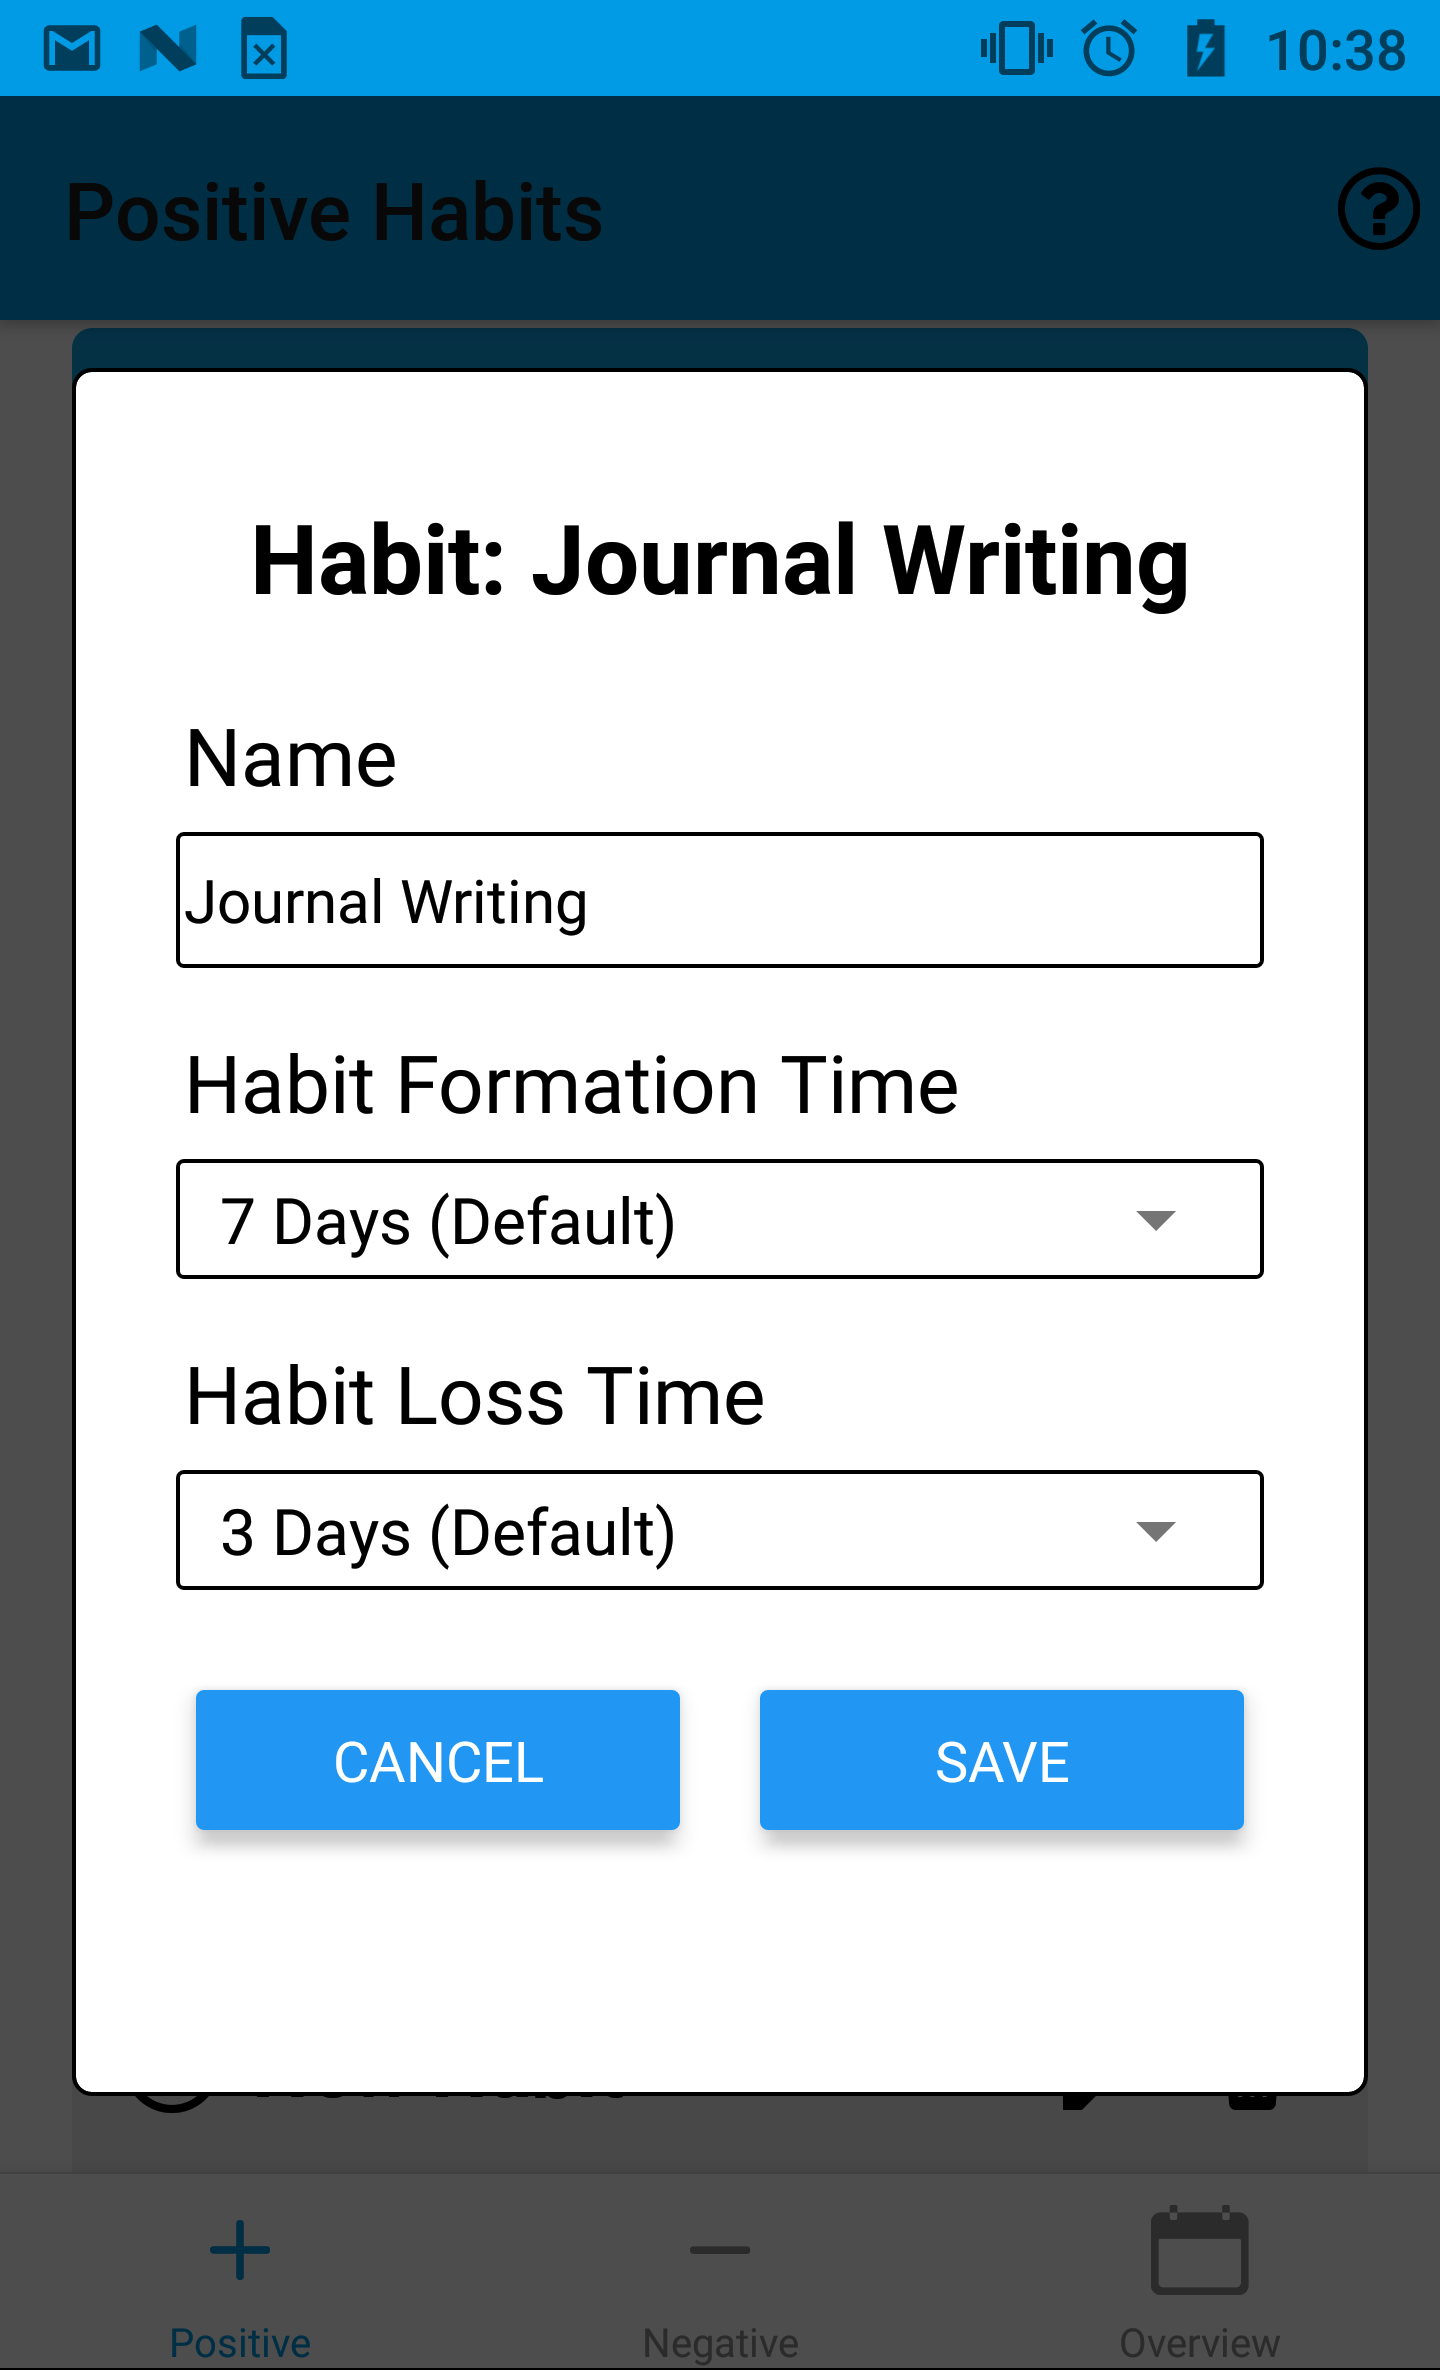 10:38
Positive Habits
Habit: Journal Writing
Name
Journal Writing
Habit Formation Time
7 Days (Default)
Habit Loss Time
3 Days (Default)
CANCEL SAVE
Positive Negative Overview